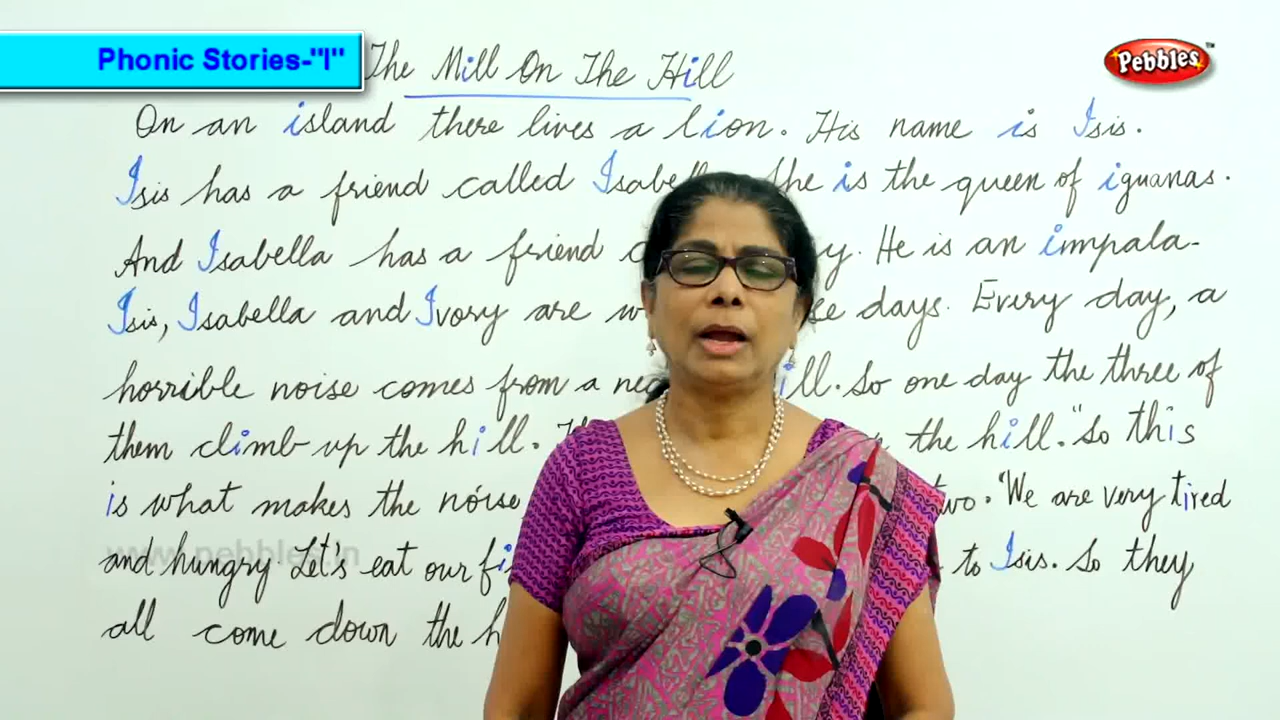 Phonic Stories-"I"
Pebbles™
The Mill On The Hill
On an island there lives a lion. His name is Isis.
Isis has a friend called Isabella. She is the queen of iguanas.
And Isabella has a friend He is an impala.
Isis, Isabella and Ivory are days. Every day, a
horrible noise comes from a So one day the three of
them climb up the hill. the hill. "So this
is what makes the noise two. "We are very tired
and hungry. Let's eat our to Isis. So they
all come down the
www.pebbles.in